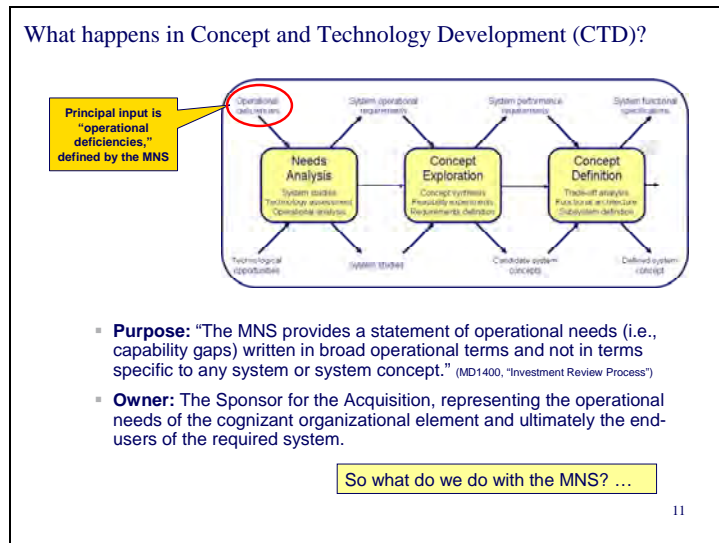 What happens in Concept and Technology Development (CTD)?
Principal input is
“operational
deficiencies,”
defined by the MNS
Operational
deficiencies
System operational
requirements
System performance
requirements
System functional
specifications
Needs
Analysis
System studies
Technology assessment
Operational analysis
Concept
Exploration
Concept synthesis
Feasibility experiments
Requirements definition
Concept
Definition
Trade-off analysis
Functional architecture
Subsystem definition
Technological
opportunities
System studies
Candidate system
concepts
Defined system
concept
▪ Purpose: “The MNS provides a statement of operational needs (i.e.,
capability gaps) written in broad operational terms and not in terms
specific to any system or system concept.” (MD1400, “Investment Review Process”)
▪ Owner: The Sponsor for the Acquisition, representing the operational
needs of the cognizant organizational element and ultimately the end-
users of the required system.
So what do we do with the MNS? …
11